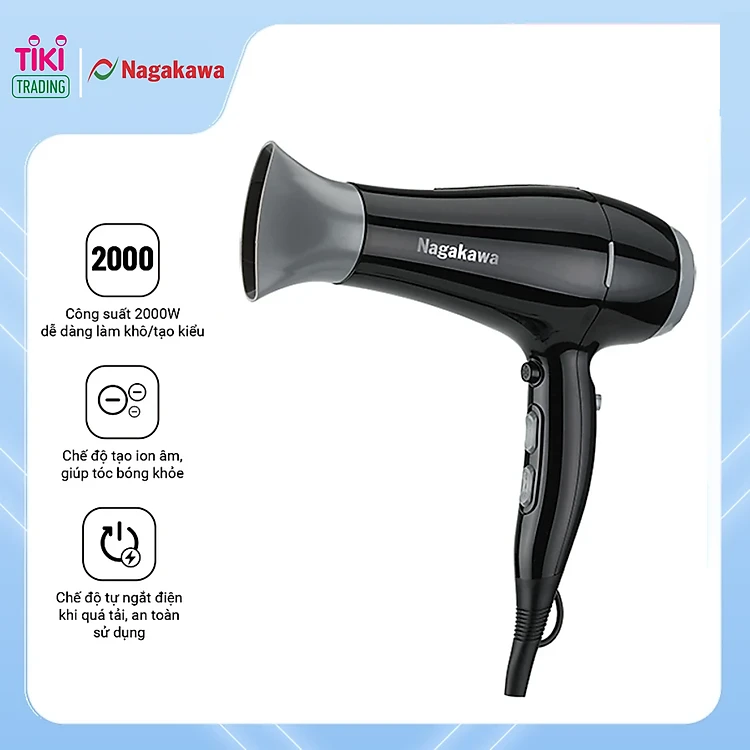 TIKI
TRADING
Nagakawa
Nagakawa
2000
Công suất 2000W
dễ dàng làm khô/tạo kiểu
Chế độ tạo ion âm,
giúp tóc bóng khỏe
Chế độ tự ngắt điện
khi quá tải, an toàn
sử dụng